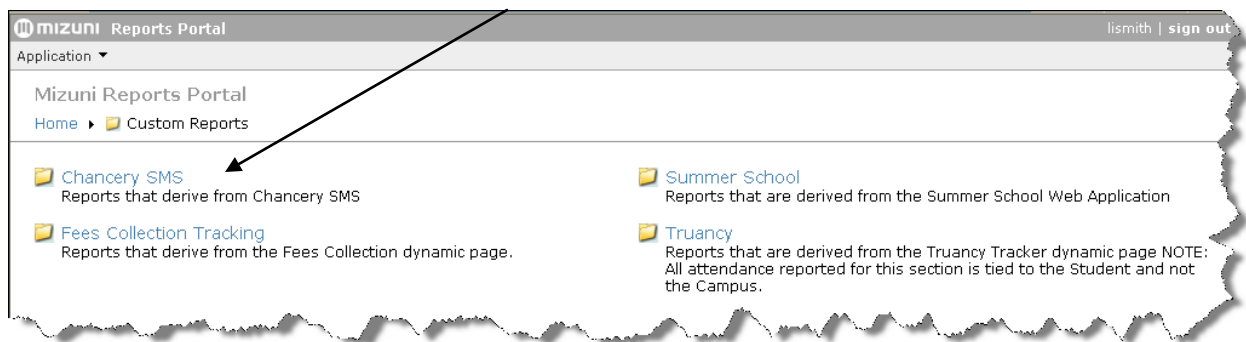 mizuni Reports Portal
lismith | sign out
Application ▼
Mizuni Reports Portal
Home ▸ Custom Reports
Chancery SMS
Reports that derive from Chancery SMS
Fees Collection Tracking
Reports that derive from the Fees Collection dynamic page.
Summer School
Reports that are derived from the Summer School Web Application
Truancy
Reports that are derived from the Truancy Tracker dynamic page NOTE:
All attendance reported for this section is tied to the Student and not
the Campus.